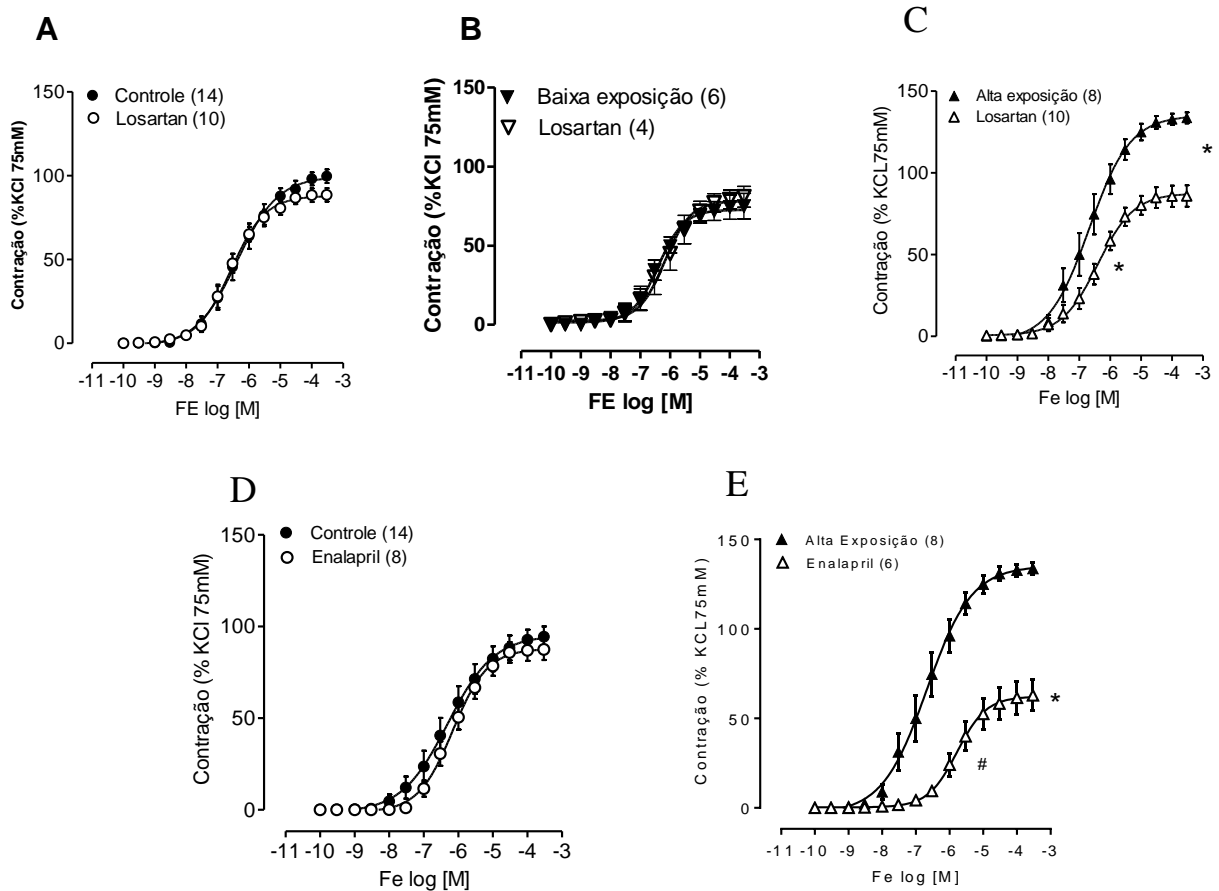 A
Controle (14)
Losartan (10)
Contração (%KCl 75mM)
150
100
50
0
-11 -10 -9 -8 -7 -6 -5 -4 -3
FE log [M]
B
Baixa exposição (6)
Losartan (4)
Contração (%KCl 75mM)
150
100
50
0
-11 -10 -9 -8 -7 -6 -5 -4 -3
FE log [M]
C
Alta exposição (8)
Losartan (10)
Contração (% KCL75mM)
150
100
50
0
*
*
-11 -10 -9 -8 -7 -6 -5 -4 -3
Fe log [M]
D
Controle (14)
Enalapril (8)
Contração (% KCl 75mM)
150
100
50
0
-11 -10 -9 -8 -7 -6 -5 -4 -3
Fe log [M]
E
Alta Exposição (8)
Enalapril (6)
Contração (% KCL75mM)
150
100
50
0
*
#
-11 -10 -9 -8 -7 -6 -5 -4 -3
Fe log [M]